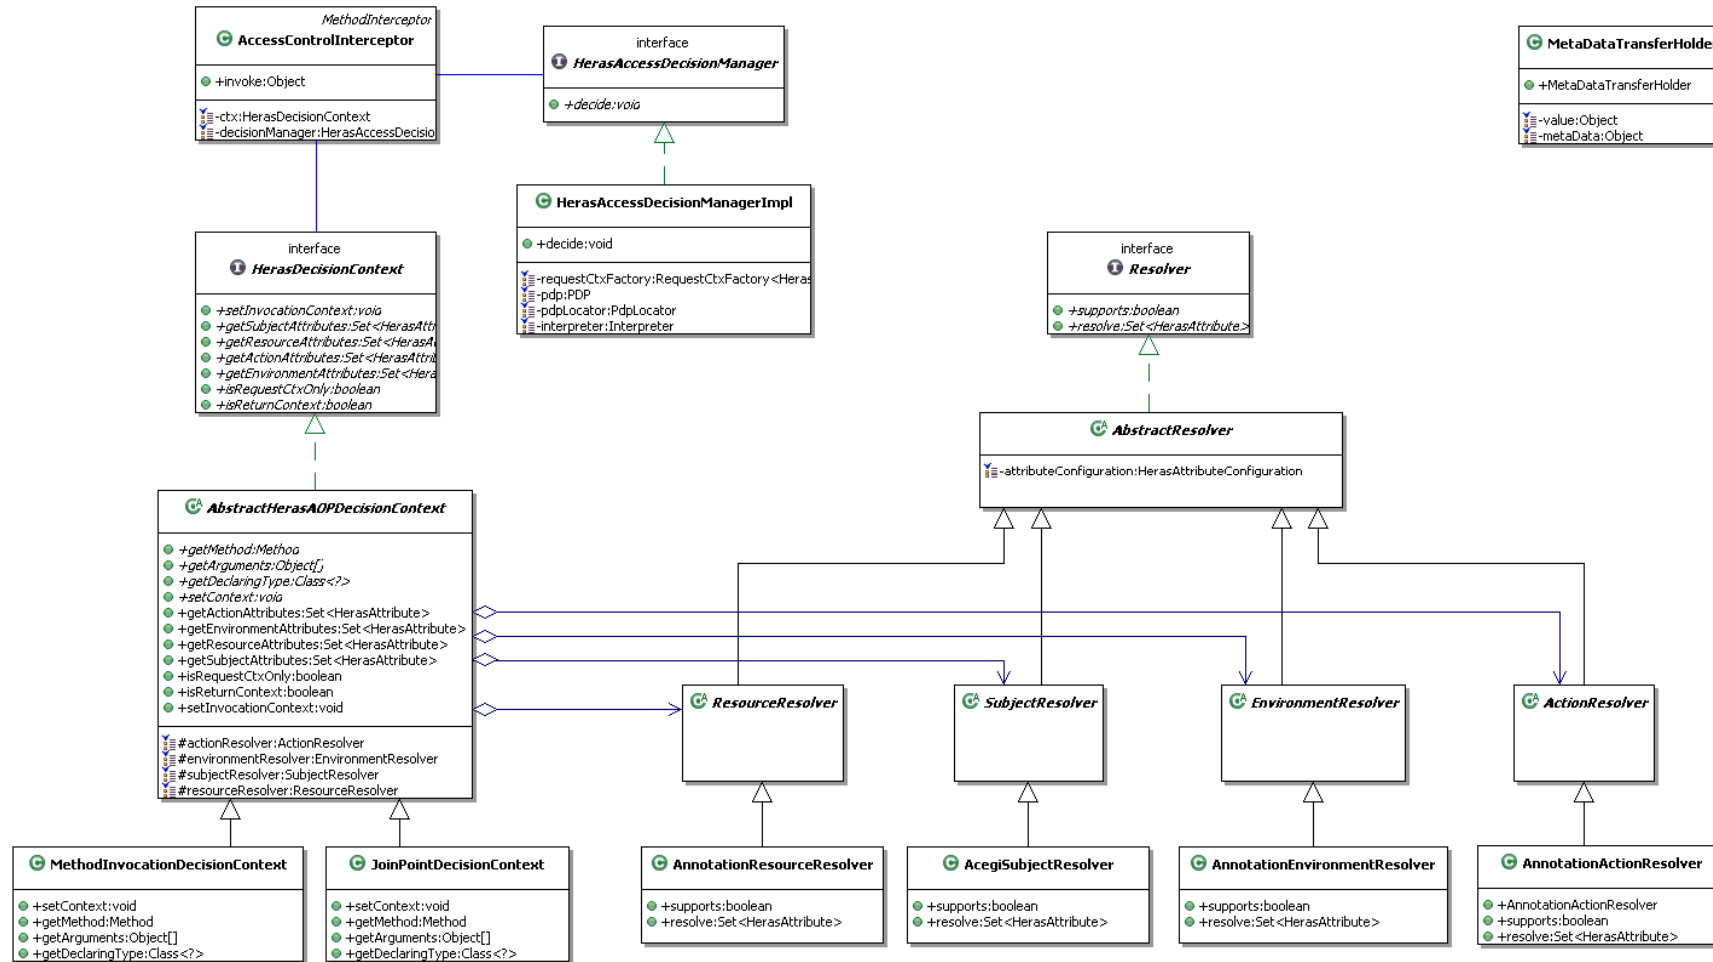 MethodInterceptor
AccessControlInterceptor
+invoke:Object
-ctx:HerasDecisionContext
-decisionManager:HerasAccessDecisio
interface
HerasAccessDecisionManager
+decide:void
MetaDataTransferHolder
+MetaDataTransferHolder
-value:Object
-metaData:Object
HerasAccessDecisionManagerImpl
+decide:void
-requestCtxFactory:RequestCtxFactory<Heras
-pdp:PDP
-pdpLocator:PdpLocator
-interpreter:Interpreter
interface
HerasDecisionContext
+setInvocationContext:void
+getSubjectAttributes:Set<HerasAttr
+getResourceAttributes:Set<HerasA
+getActionAttributes:Set<HerasAttrib
+getEnvironmentAttributes:Set<Hera
+isRequestCtxOnly:boolean
+isReturnContext:boolean
interface
Resolver
+supports:boolean
+resolve:Set<HerasAttribute>
AbstractResolver
-attributeConfiguration:HerasAttributeConfiguration
AbstractHerasAOPDecisionContext
+getMethod:Method
+getArguments:Object[]
+getDeclaringType:Class<?>
+setContext:void
+getActionAttributes:Set<HerasAttribute>
+getEnvironmentAttributes:Set<HerasAttribute>
+getResourceAttributes:Set<HerasAttribute>
+getSubjectAttributes:Set<HerasAttribute>
+isRequestCtxOnly:boolean
+isReturnContext:boolean
+setInvocationContext:void
#actionResolver:ActionResolver
#environmentResolver:EnvironmentResolver
#subjectResolver:SubjectResolver
#resourceResolver:ResourceResolver
ResourceResolver
SubjectResolver
EnvironmentResolver
ActionResolver
MethodInvocationDecisionContext
+setContext:void
+getMethod:Method
+getArguments:Object[]
+getDeclaringType:Class<?>
JoinPointDecisionContext
+setContext:void
+getMethod:Method
+getArguments:Object[]
+getDeclaringType:Class<?>
AnnotationResourceResolver
+supports:boolean
+resolve:Set<HerasAttribute>
AcegiSubjectResolver
+supports:boolean
+resolve:Set<HerasAttribute>
AnnotationEnvironmentResolver
+supports:boolean
+resolve:Set<HerasAttribute>
AnnotationActionResolver
+AnnotationActionResolver
+supports:boolean
+resolve:Set<HerasAttribute>